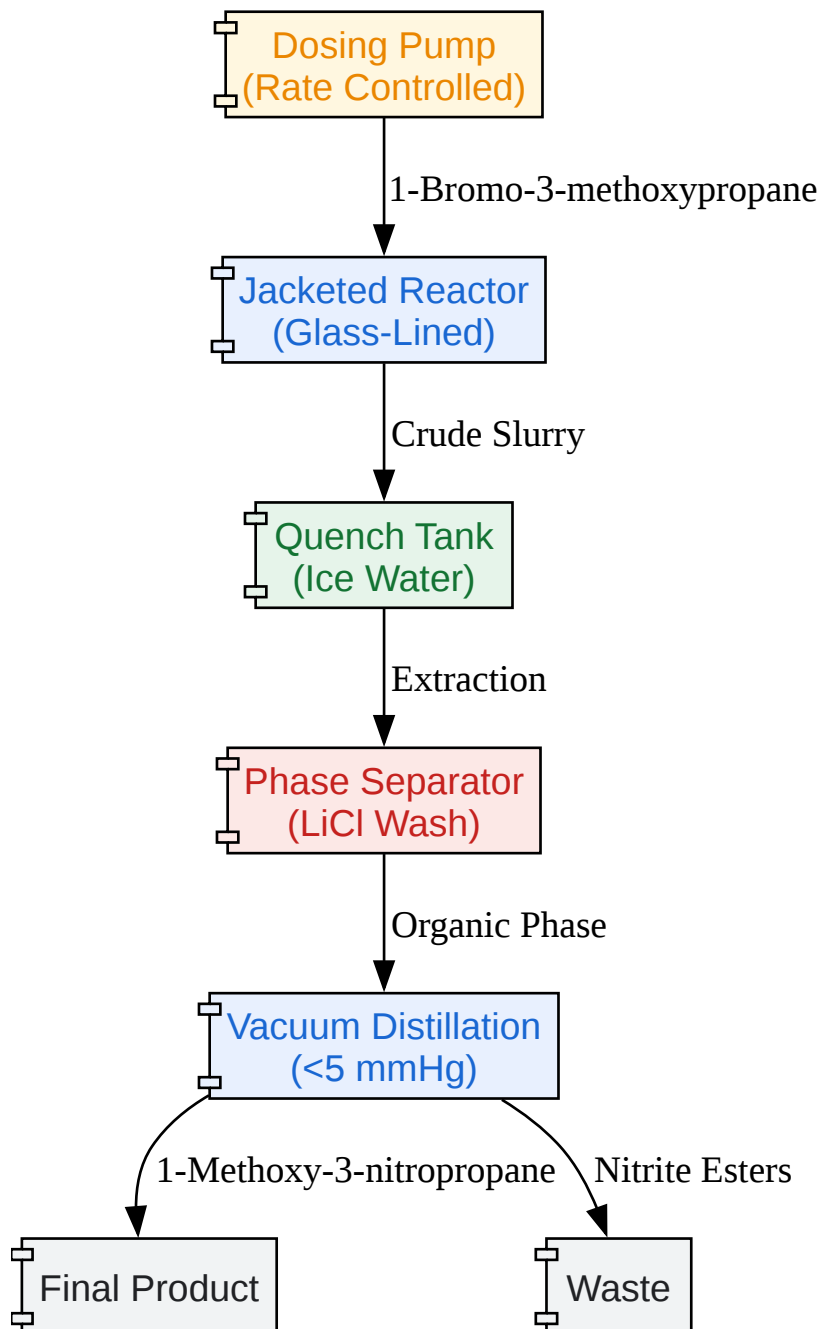 Dosing Pump
(Rate Controlled)
1-Bromo-3-methoxypropane
Jacketed Reactor
(Glass-Lined)
Crude Slurry
Quench Tank
(Ice Water)
Extraction
Phase Separator
(LiCl Wash)
Organic Phase
Vacuum Distillation
(<5 mmHg)
1-Methoxy-3-nitropropane
Nitrite Esters
Final Product
Waste